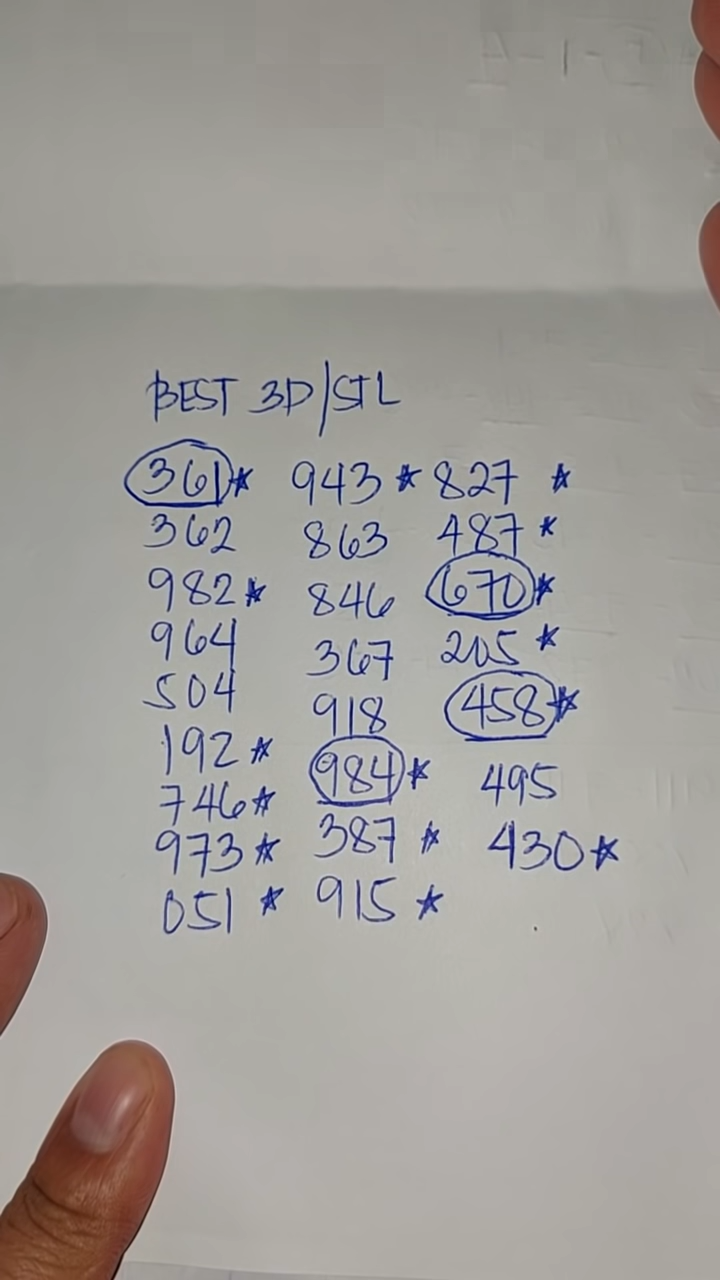 BEST 3D/STL
361* 943* 827 *
362 863 487*
982* 846 670*
964 367 205*
504 918 458*
192* 984* 495
746* 387* 430*
973* 915*
051*